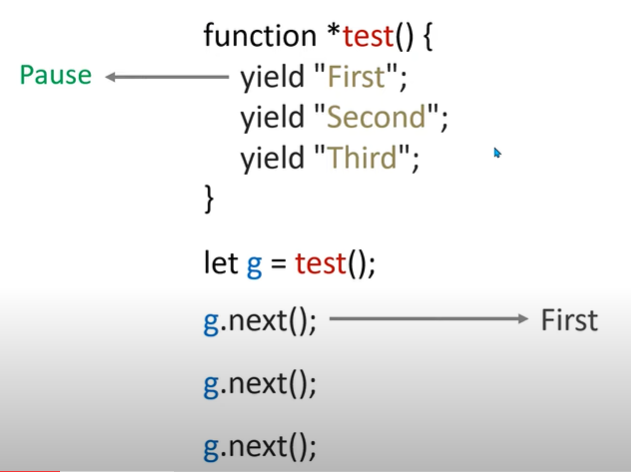 function *test() {
Pause
yield "First";
yield "Second";
yield "Third";
}
let g = test();
g.next();
First
g.next();
g.next();